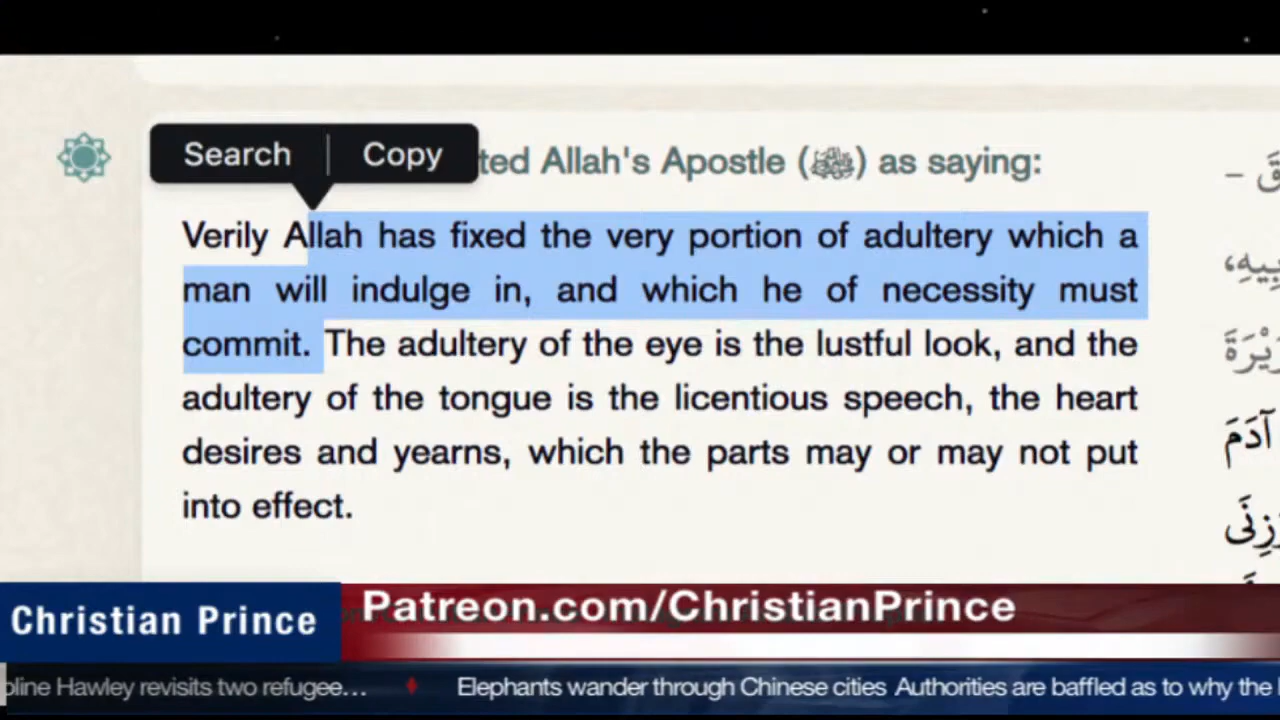 Search | Copy
ted Allah's Apostle (ﷺ) as saying:
Verily Allah has fixed the very portion of adultery which a
man will indulge in, and which he of necessity must
commit. The adultery of the eye is the lustful look, and the
adultery of the tongue is the licentious speech, the heart
desires and yearns, which the parts may or may not put
into effect.
آدَمَ
Christian Prince
Patreon.com/ChristianPrince
oline Hawley revisits two refugee... Elephants wander through Chinese cities Authorities are baffled as to why the